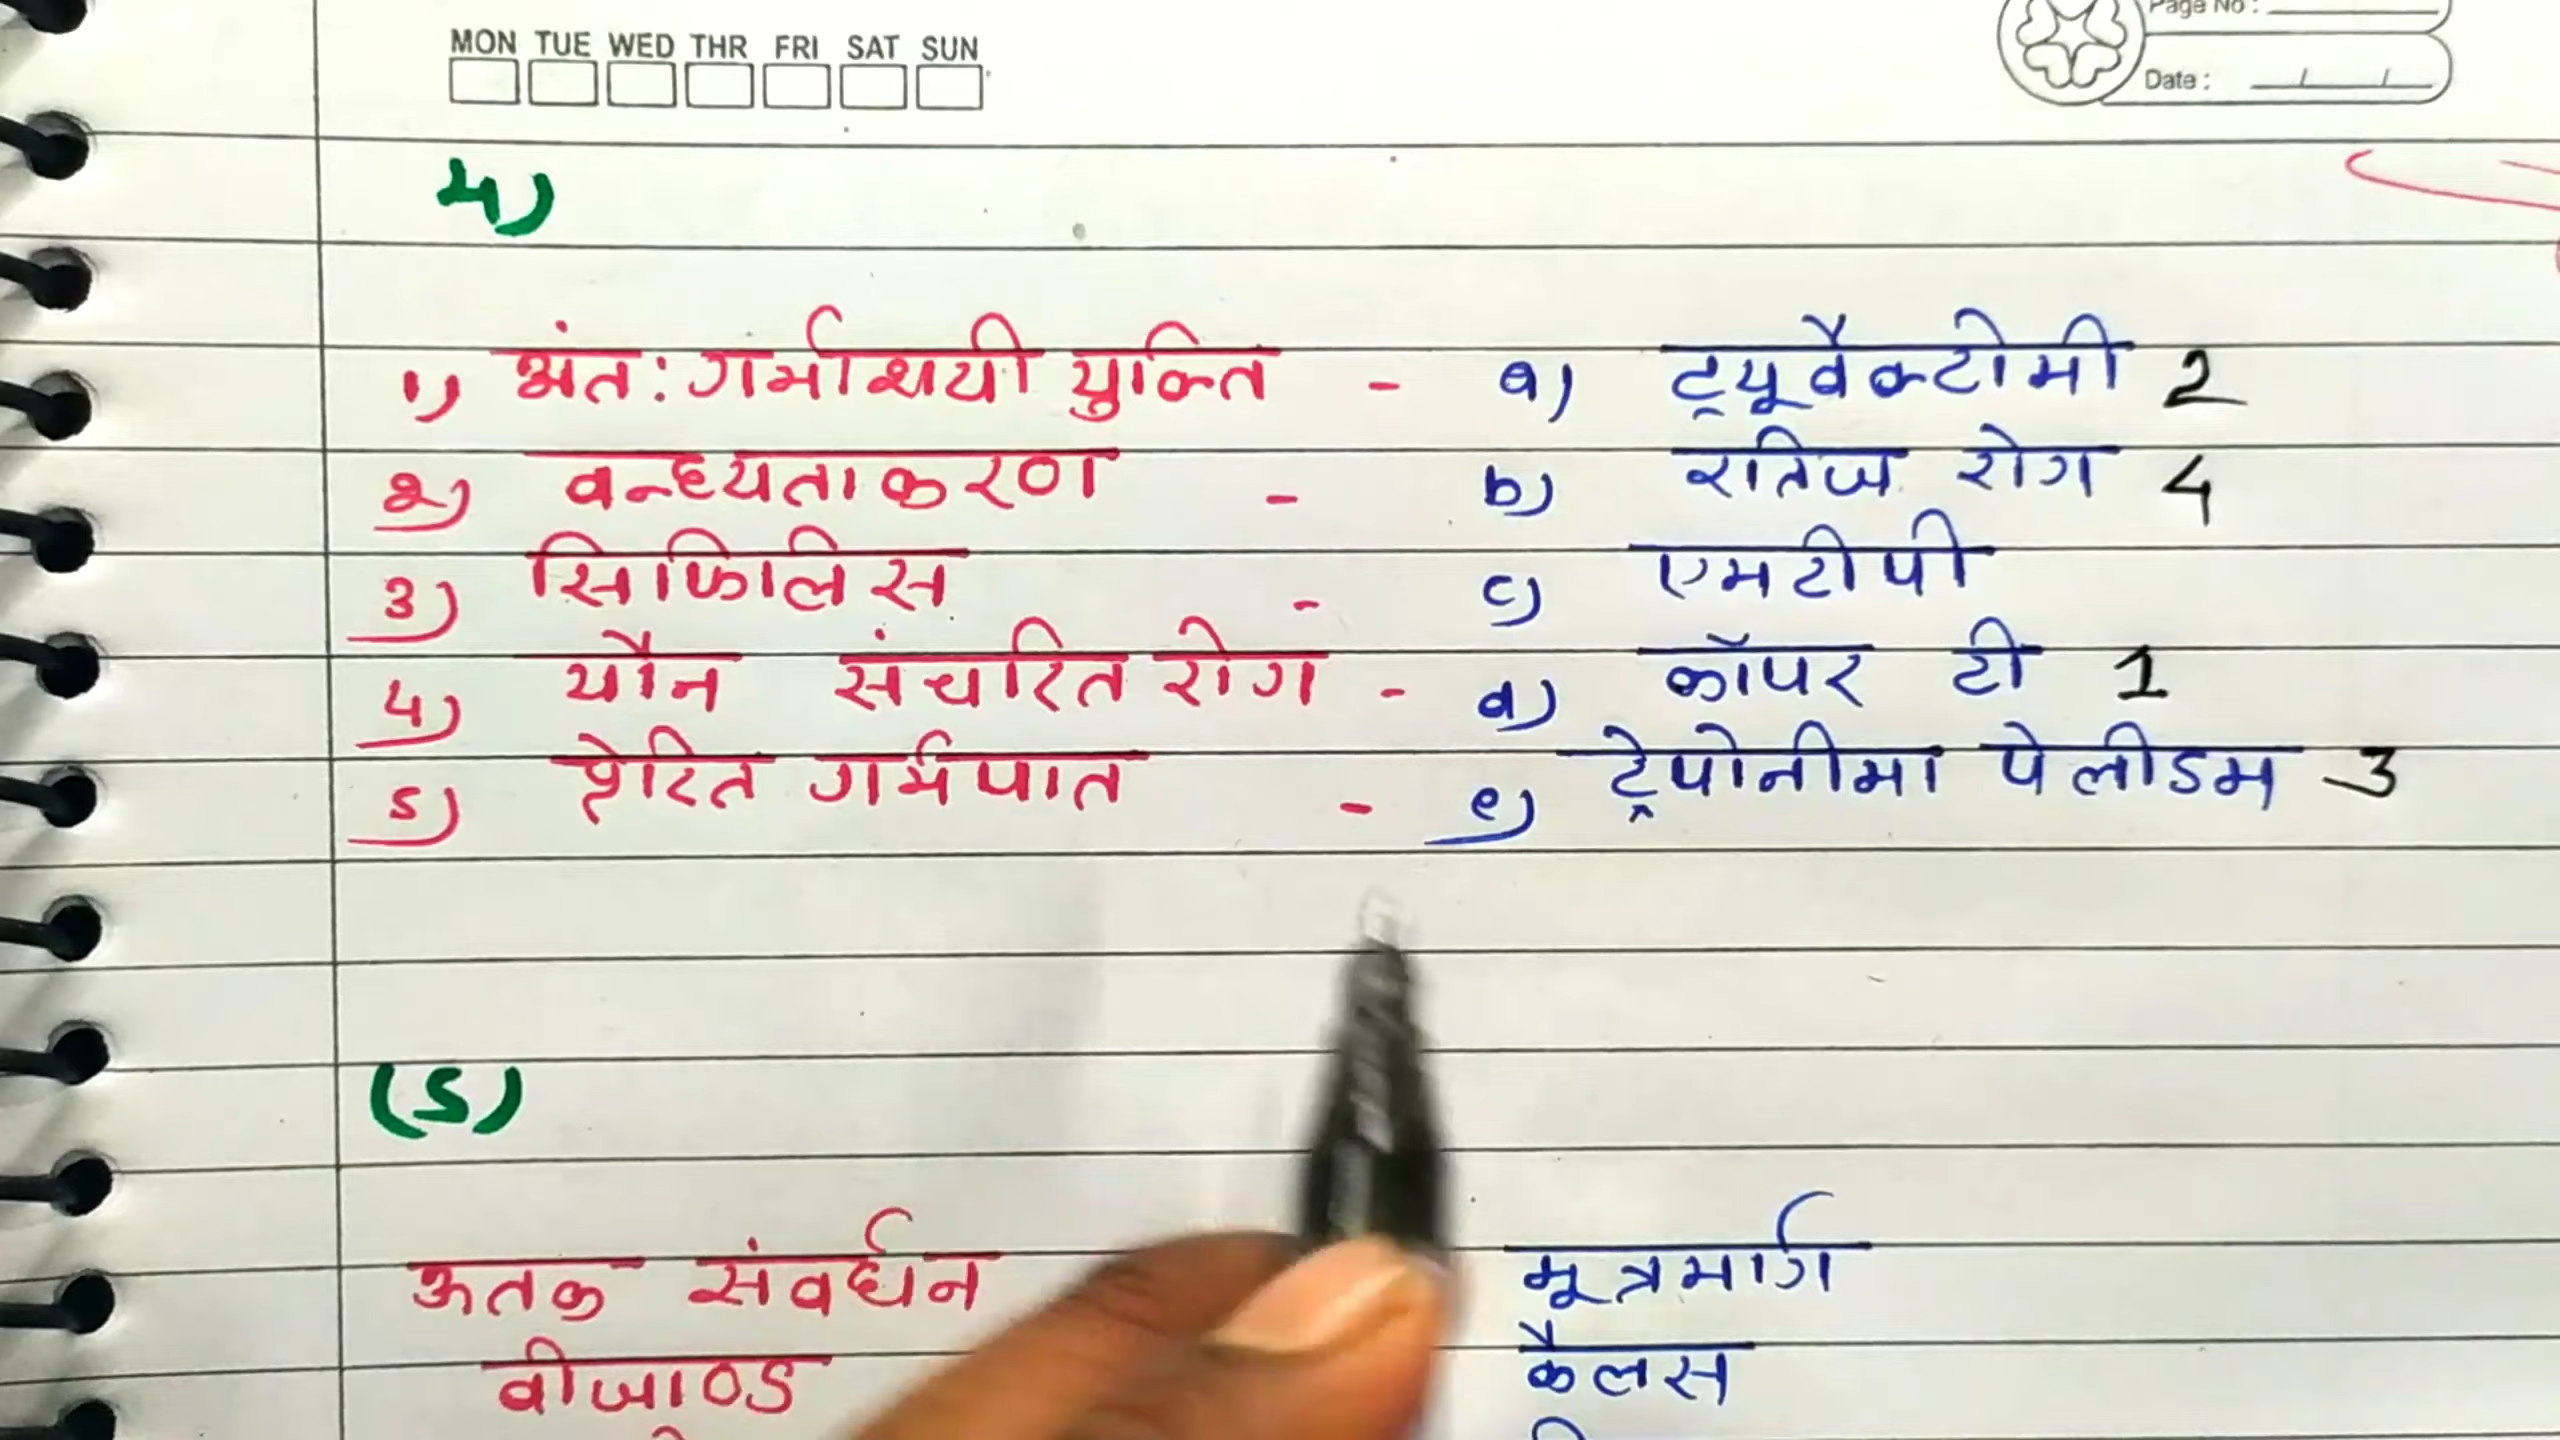 MON TUE WED THR FRI SAT SUN
Page No :
Date :
4)
1) अंत: गर्भाशयी युक्ति - a) ट्यूबैक्टोमी 2
2) वन्ध्यताकरण - b) रतिज रोग 4
3) सिफिलिस - c) एमटीपी
4) यौन संचरित रोग - d) कॉपर टी 1
5) प्रेरित गर्भपात - e) ट्रेपोनीमा पेलीडम 3
(5)
ऊतक संवर्धन मूत्रमार्ग
बीजाण्ड कैलस